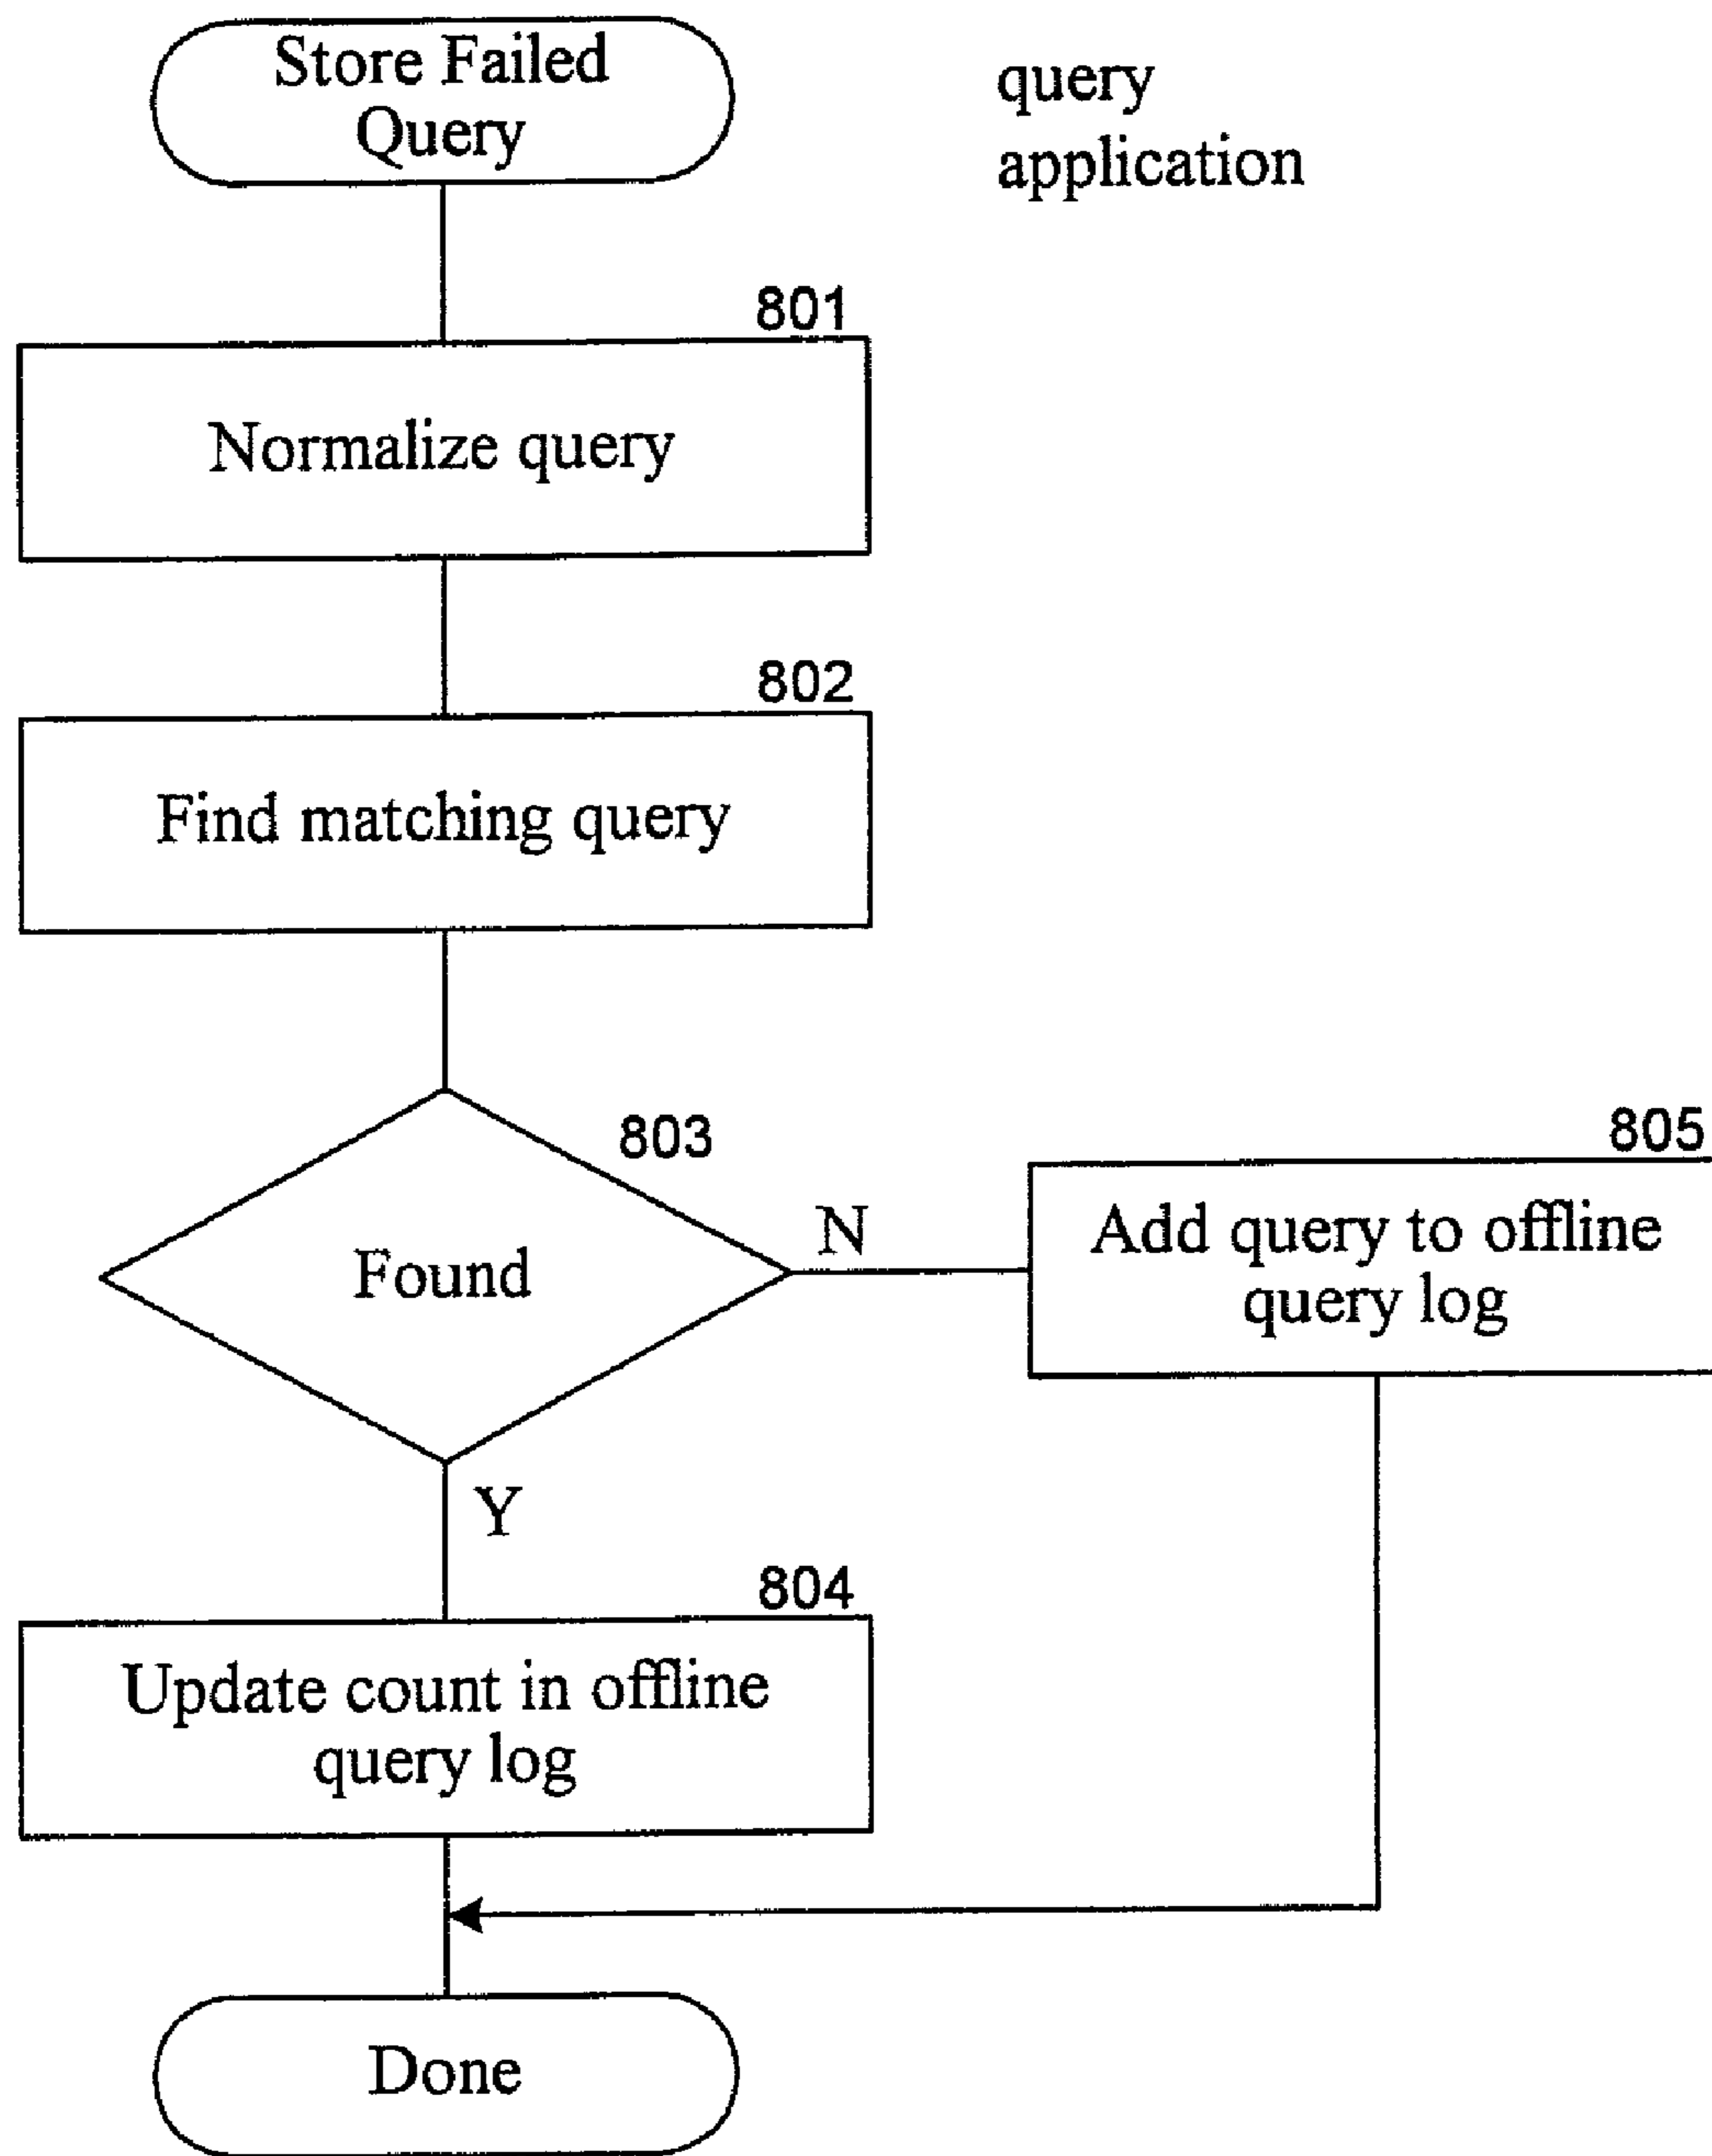 Store Failed
Query
query
application
801
Normalize query
802
Find matching query
803
Found
N
805
Add query to offline
query log
Y
804
Update count in offline
query log
Done